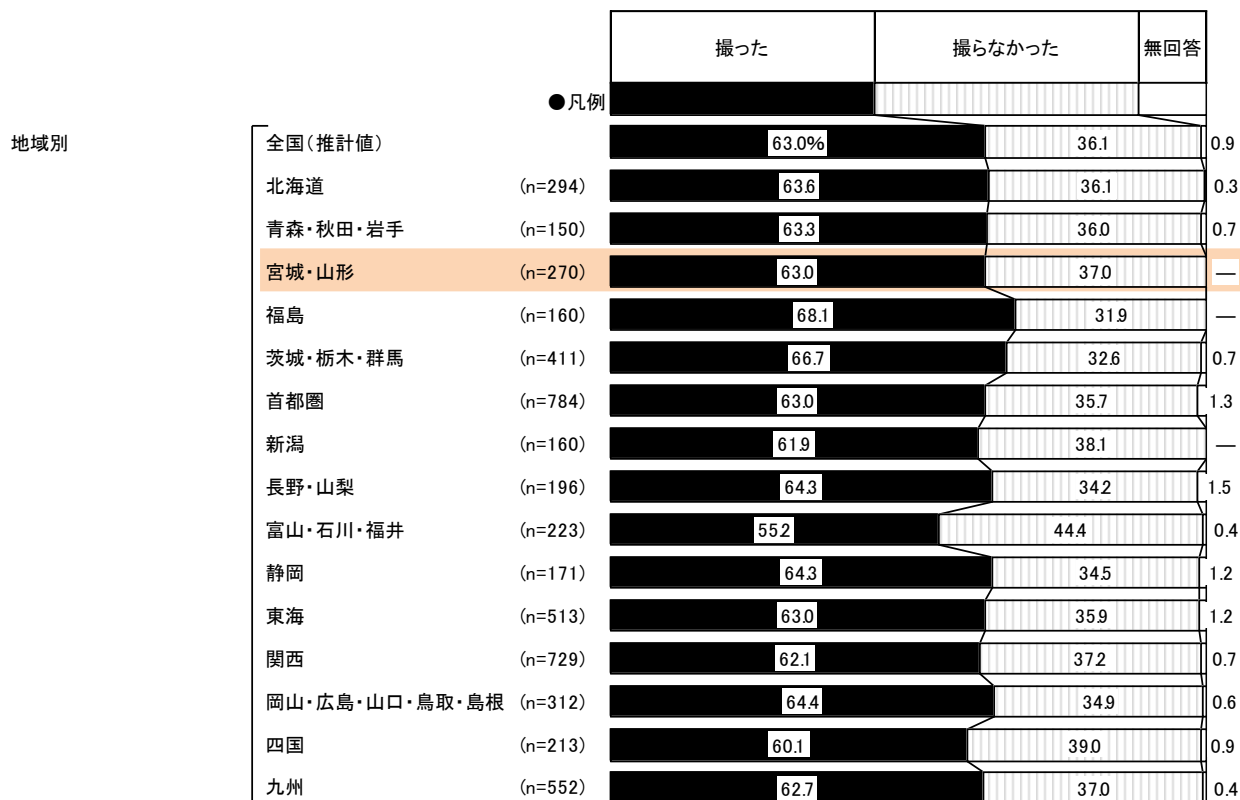 撮った 撮らなかった 無回答
●凡例
地域別 全国(推計値) 63.0% 36.1 0.9
北海道 (n=294) 63.6 36.1 0.3
青森・秋田・岩手 (n=150) 63.3 36.0 0.7
宮城・山形 (n=270) 63.0 37.0 ―
福島 (n=160) 68.1 31.9 ―
茨城・栃木・群馬 (n=411) 66.7 32.6 0.7
首都圏 (n=784) 63.0 35.7 1.3
新潟 (n=160) 61.9 38.1 ―
長野・山梨 (n=196) 64.3 34.2 1.5
富山・石川・福井 (n=223) 55.2 44.4 0.4
静岡 (n=171) 64.3 34.5 1.2
東海 (n=513) 63.0 35.9 1.2
関西 (n=729) 62.1 37.2 0.7
岡山・広島・山口・鳥取・島根 (n=312) 64.4 34.9 0.6
四国 (n=213) 60.1 39.0 0.9
九州 (n=552) 62.7 37.0 0.4